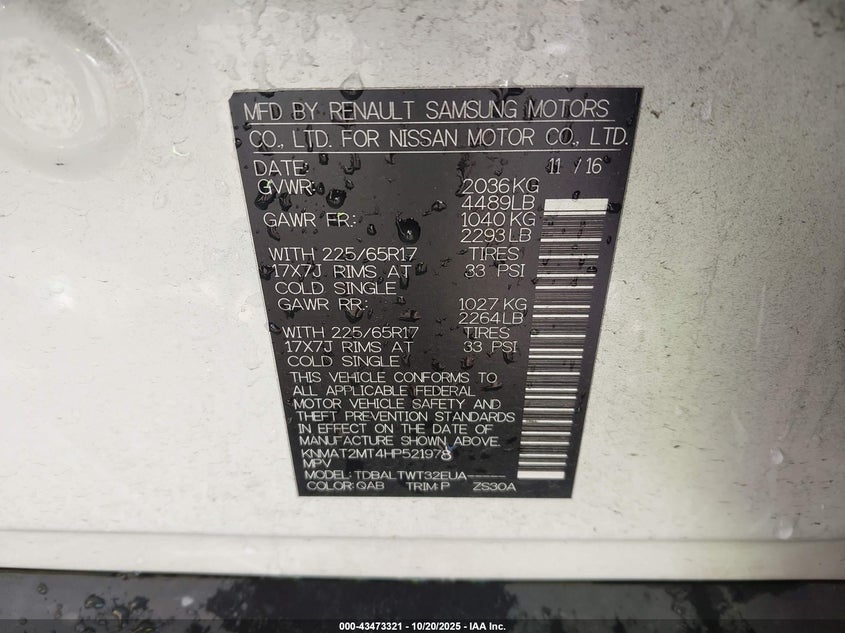 MFD BY RENAULT SAMSUNG MOTORS
CO., LTD. FOR NISSAN MOTOR CO., LTD.
DATE: 11 / 16
GVWR: 2036 KG
4489 LB
GAWR FR.: 1040 KG
2293 LB
WITH 225/65R17 TIRES
17X7J RIMS AT 33 PSI
COLD SINGLE
GAWR RR.: 1027 KG
2264 LB
WITH 225/65R17 TIRES
17X7J RIMS AT 33 PSI
COLD SINGLE
THIS VEHICLE CONFORMS TO
ALL APPLICABLE FEDERAL
MOTOR VEHICLE SAFETY AND
THEFT PREVENTION STANDARDS
IN EFFECT ON THE DATE OF
MANUFACTURE SHOWN ABOVE.
KNMAT2MT4HP521978
MPV
MODEL: TDBALTWT32EUA-----
COLOR: QAB TRIM: P ZS30A
000-43473321 - 10/20/2025 - IAA Inc.